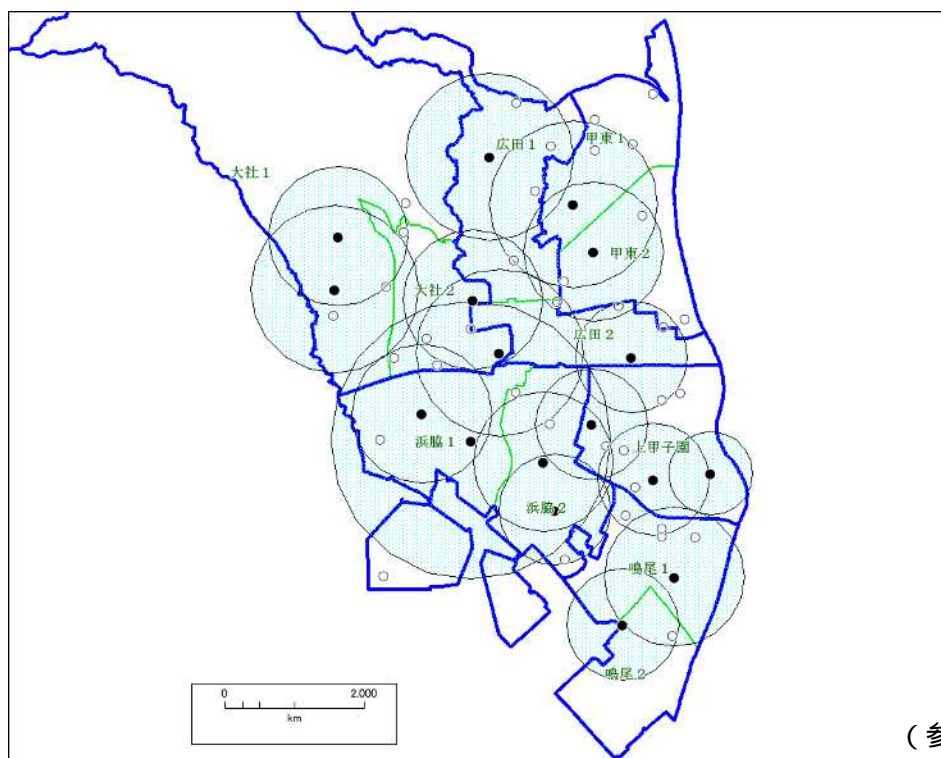 広田１
甲東１
大社１
甲東２
大社２
広田２
浜脇１
上甲子園
浜脇２
鳴尾１
鳴尾２
0 2.000
km
(参